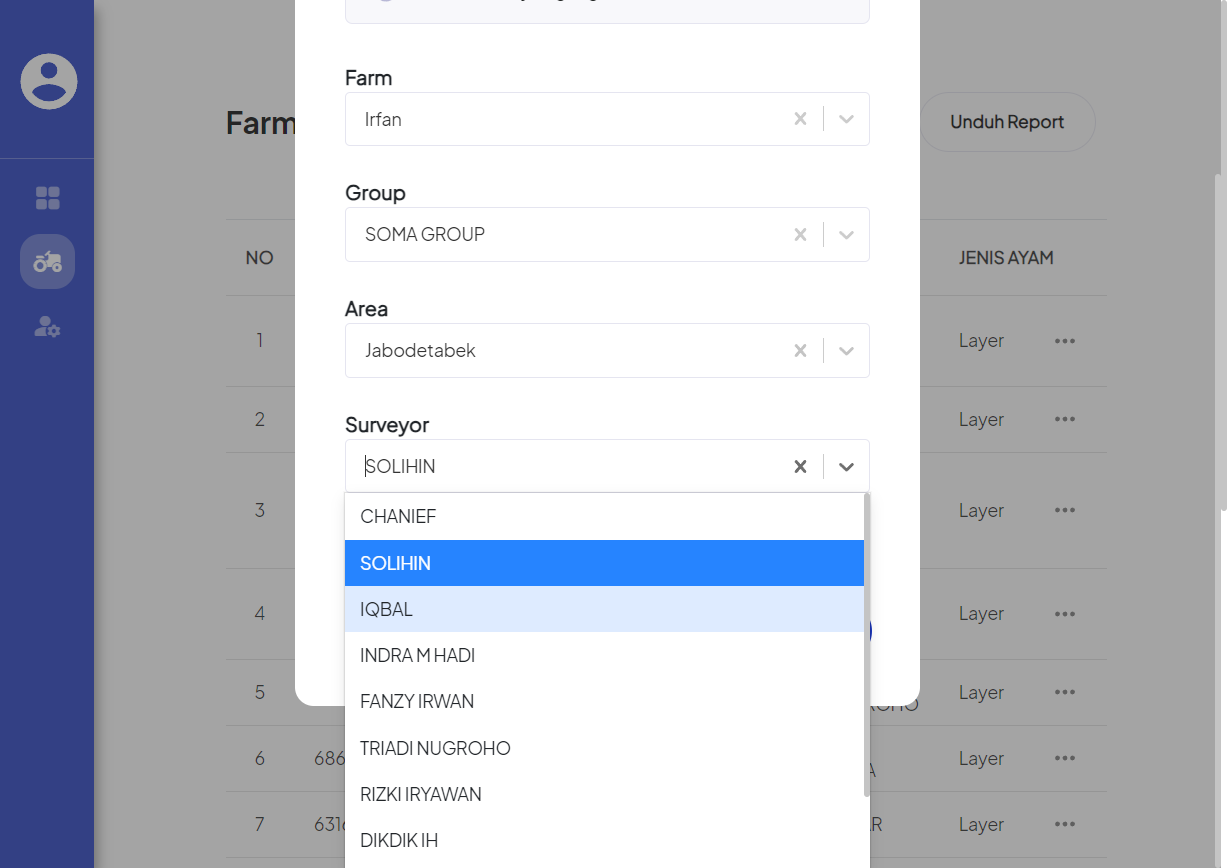 Farm
Irfan
Farm
Unduh Report
Group
SOMA GROUP
NO
JENIS AYAM
Area
1
Jabodetabek
Layer
2
Surveyor
Layer
SOLIHIN
3
CHANIEF
Layer
SOLIHIN
IQBAL
4
Layer
INDRA M HADI
5
FANZY IRWAN
Layer
6
686
TRIADI NUGROHO
A
Layer
RIZKI IRYAWAN
7
631
DIKDIK IH
AR
Layer